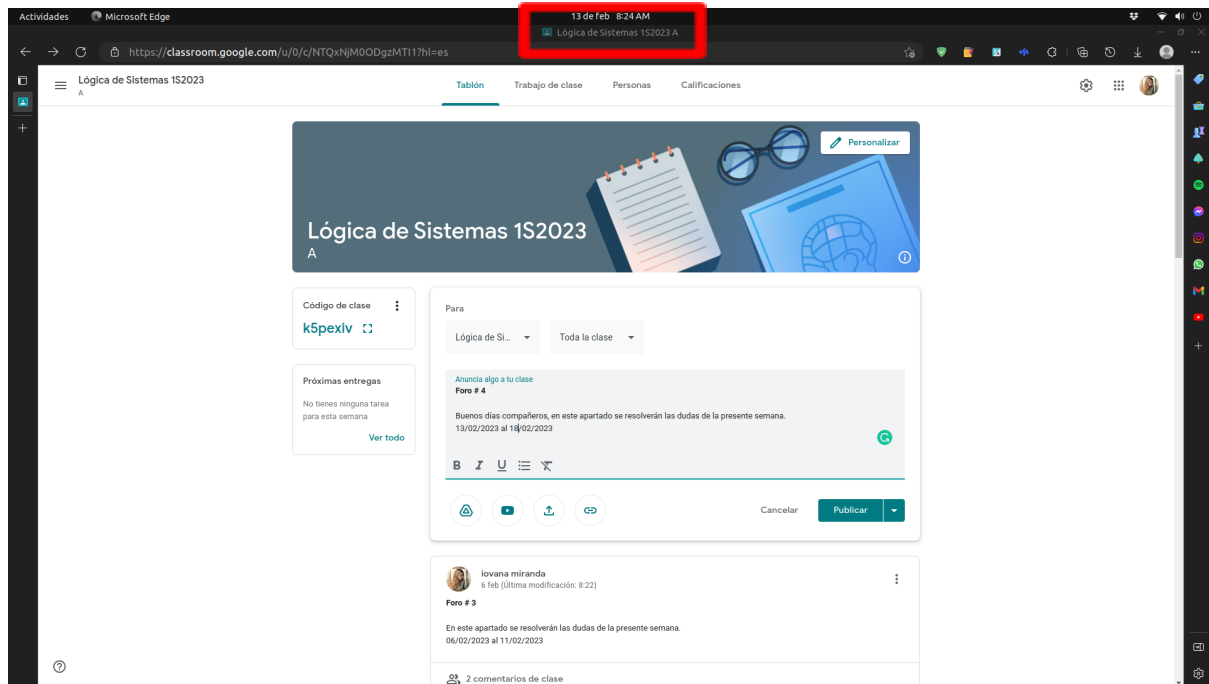 Actividades
Microsoft Edge
13 de feb 8:24 AM
Lógica de Sistemas 1S2023 A
https://classroom.google.com/u/0/c/NTQxNjM0ODgzMTI1?hl=es
Lógica de Sistemas 1S2023
A
Tablón
Trabajo de clase
Personas
Calificaciones
Personalizar
Lógica de Sistemas 1S2023
A
Código de clase
k5pexiv
Próximas entregas
No tienes ninguna tarea
para esta semana
Ver todo
Para
Lógica de Si...
Toda la clase
Anuncia algo a tu clase
Foro # 4
Buenos días compañeros, en este apartado se resolverán las dudas de la presente semana.
13/02/2023 al 18/02/2023
B I U
Cancelar
Publicar
iovana miranda
6 feb (Última modificación: 8:22)
Foro # 3
En este apartado se resolverán las dudas de la presente semana.
06/02/2023 al 11/02/2023
2 comentarios de clase